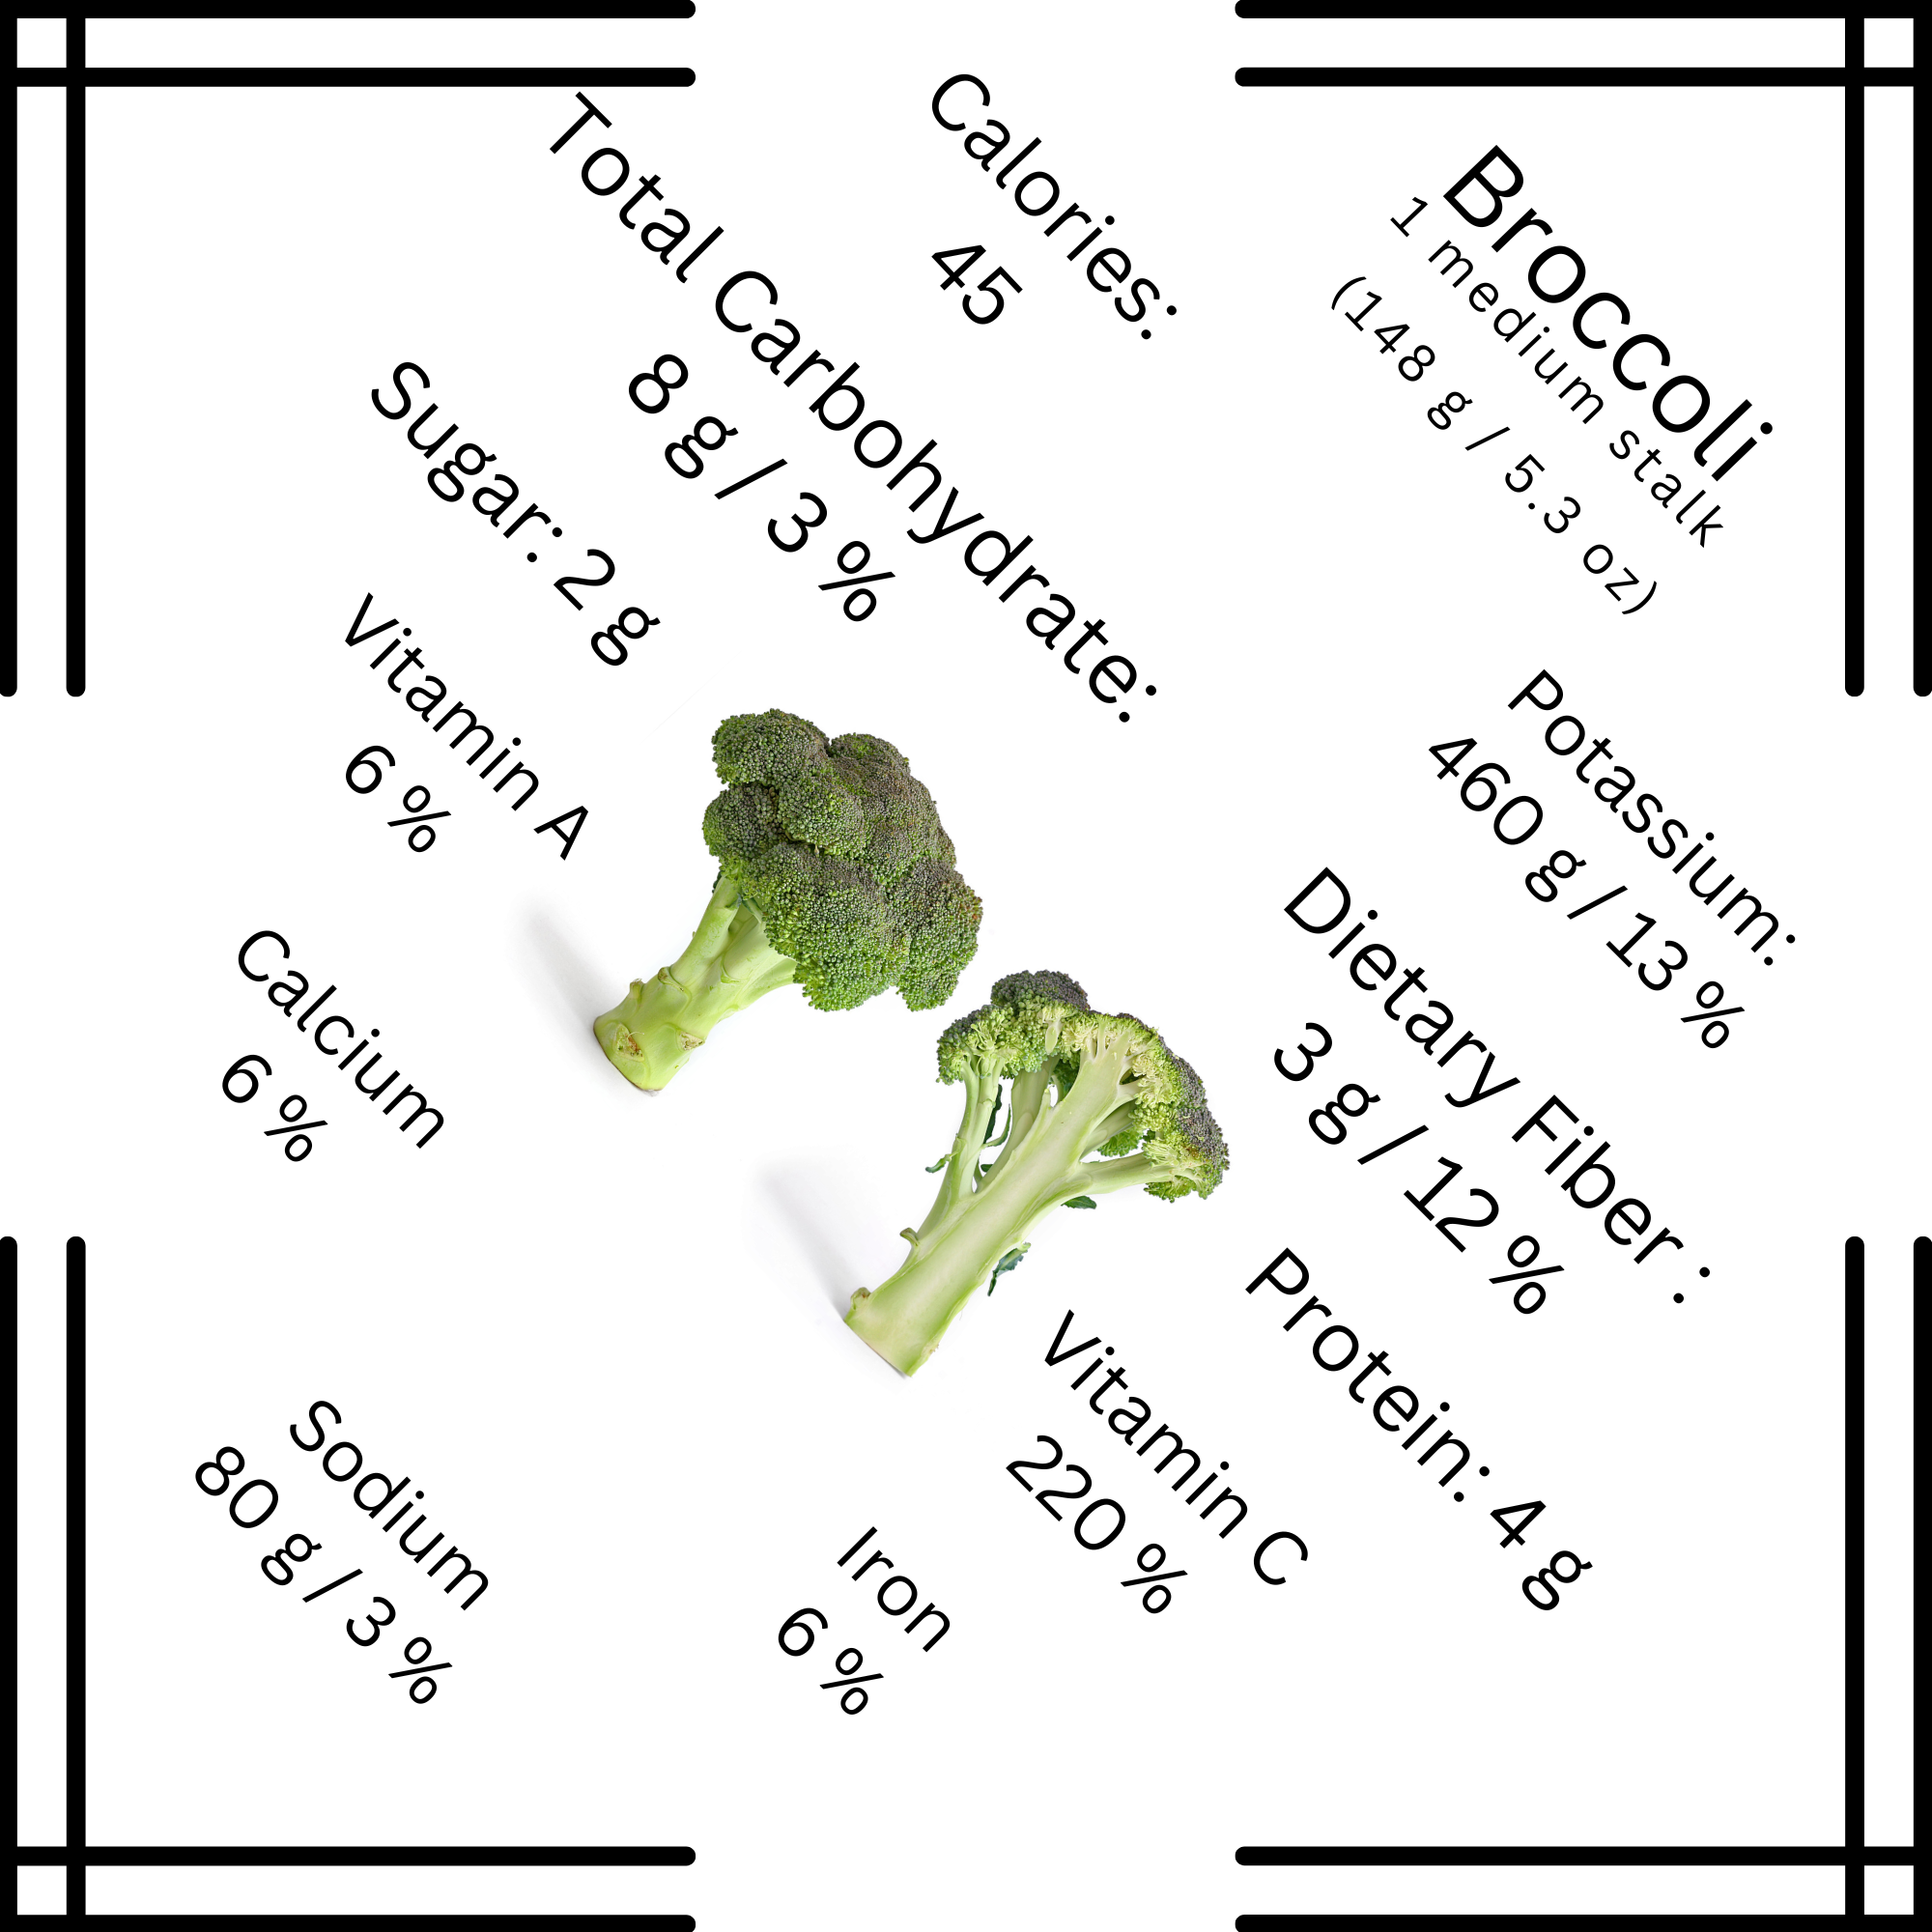 Broccoli
1 medium stalk
(148 g / 5.3 oz)
Calories:
45
Total Carbohydrate:
8 g / 3 %
Sugar: 2 g
Potassium:
460 g / 13 %
Dietary Fiber :
3 g / 12 %
Protein: 4 g
Vitamin A
6 %
Vitamin C
220 %
Calcium
6 %
Iron
6 %
Sodium
80 g / 3 %